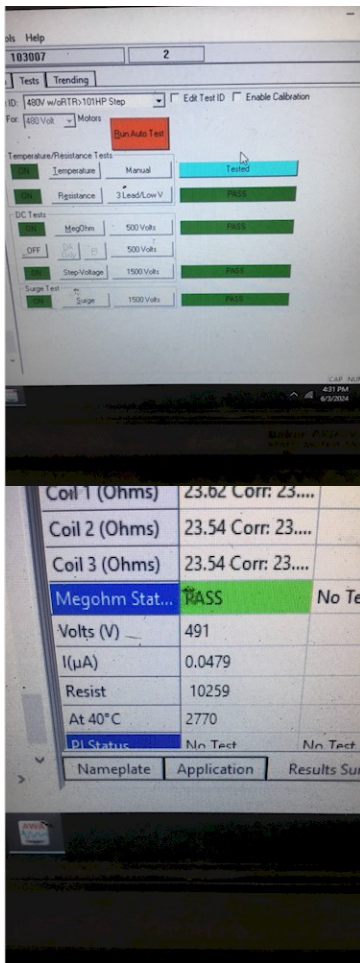 ols Help
103007 2
Tests Trending
ID: 480V w/oRTR>101HP Step Edit Test ID Enable Calibration
For: 480 Volt Motors
Run Auto Test
Temperature/Resistance Tests
ON Temperature Manual Tested
ON Resistance 3 Lead/Low V PASS
DC Tests
ON MegOhm 500 Volts PASS
OFF PI 500 Volts
ON Step-Voltage 1500 Volts PASS
Surge Test
ON Surge 1500 Volts PASS
CAP NU
4:31 PM
6/3/2024
Coil 1 (Ohms) 23.62 Corr: 23....
Coil 2 (Ohms) 23.54 Corr: 23....
Coil 3 (Ohms) 23.54 Corr: 23....
Megohm Stat... PASS No Te
Volts (V) 491
I(µA) 0.0479
Resist 10259
At 40°C 2770
PI Status No Test No Test
Nameplate Application Results Su
AWA